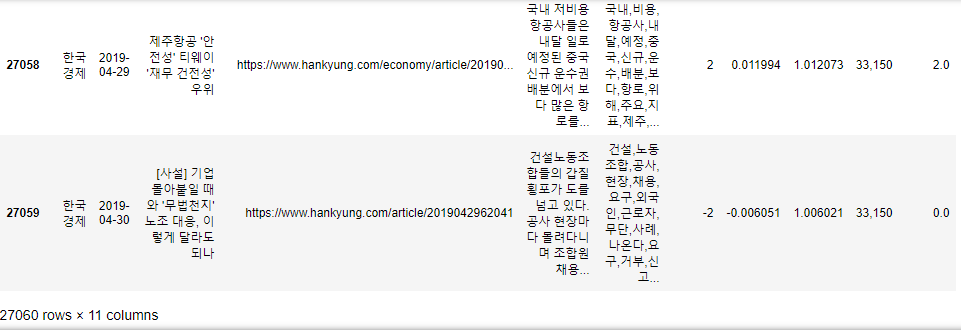 27058 한국경제 2019-04-29 제주항공 '안전성' 티웨이 '재무 건전성' 우위 https://www.hankyung.com/economy/article/20190... 국내 저비용항공사들은 내달 일로 예정된 중국 신규 운수권 배분에서 보다 많은 항로를... 국내,비용,항공사,내달,예정,중국,신규,운수,배분,보다,항로,위해,주요,지표,제주,... 2 0.011994 1.012073 33,150 2.0
27059 한국경제 2019-04-30 [사설] 기업 몰아붙일 때와 '무법천지' 노조 대응, 이렇게 달라도 되나 https://www.hankyung.com/article/2019042962041 건설노동조합들의 갑질 횡포가 도를 넘고 있다. 공사 현장마다 몰려다니며 조합원 채용... 건설,노동조합,공사,현장,채용,요구,외국인,근로자,무단,사례,나온다,요구,거부,신고... -2 -0.006051 1.006021 33,150 0.0
27060 rows × 11 columns